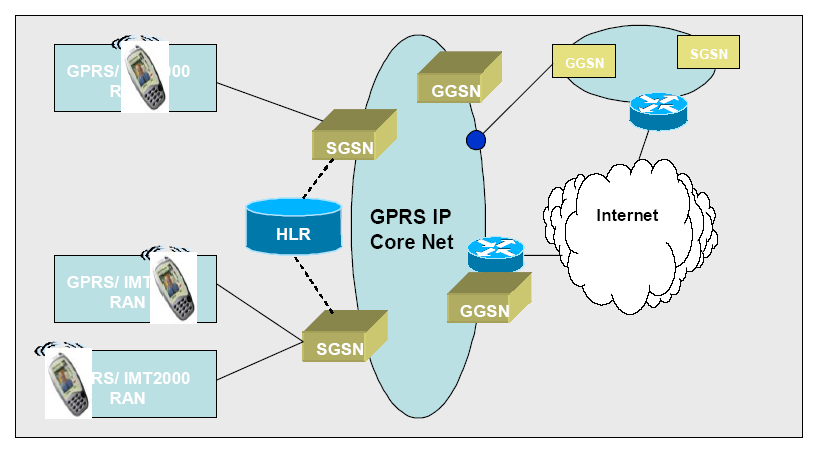 GPRS/ 000
R
GGSN
GGSN
SGSN
SGSN
HLR
GPRS IP
Core Net
Internet
GPRS/ IMT
RAN
GGSN
SGSN
RS/ IMT2000
RAN